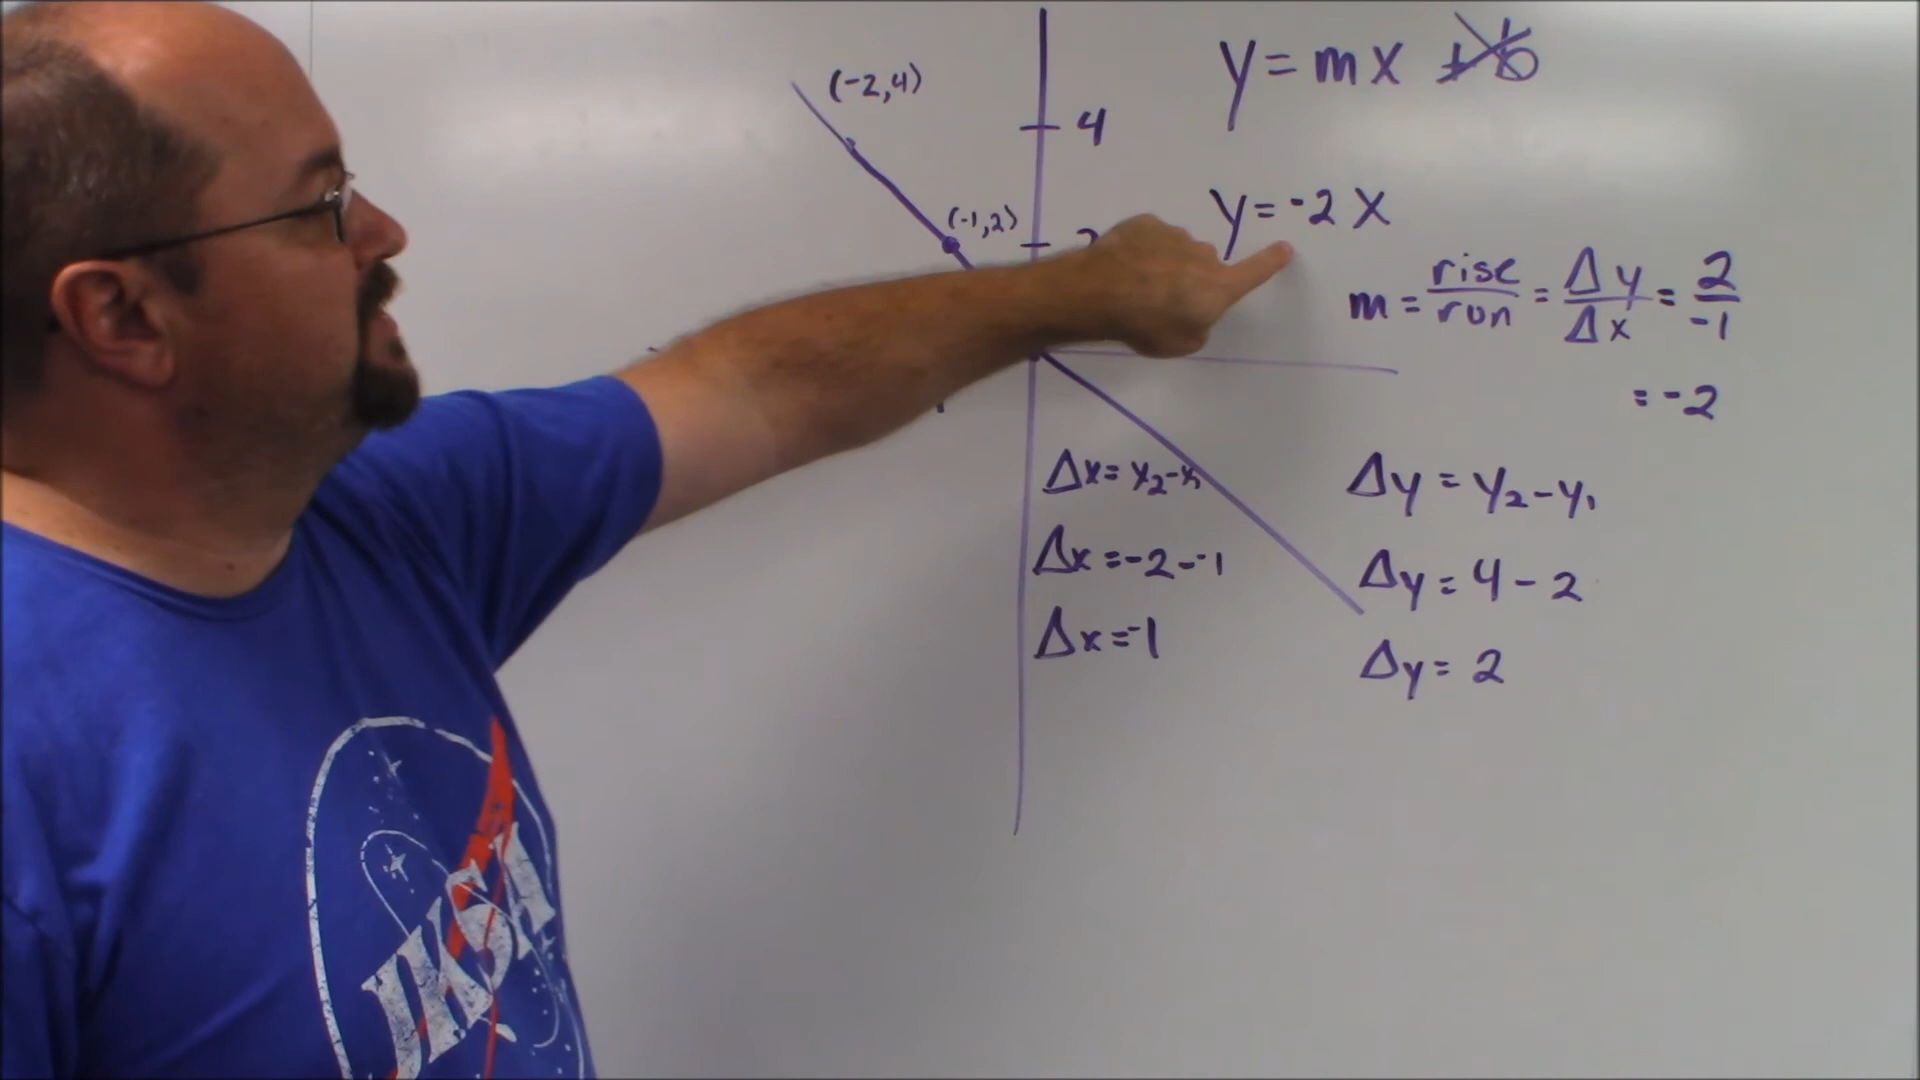 y = mx + b
(-2,4)
4
y = -2x
(-1,2)
2
m = rise/run = Δy/Δx = 2/-1
= -2
Δx = x₂-x₁
Δy = y₂-y₁
Δx = -2--1
Δy = 4-2
Δx = -1
Δy = 2